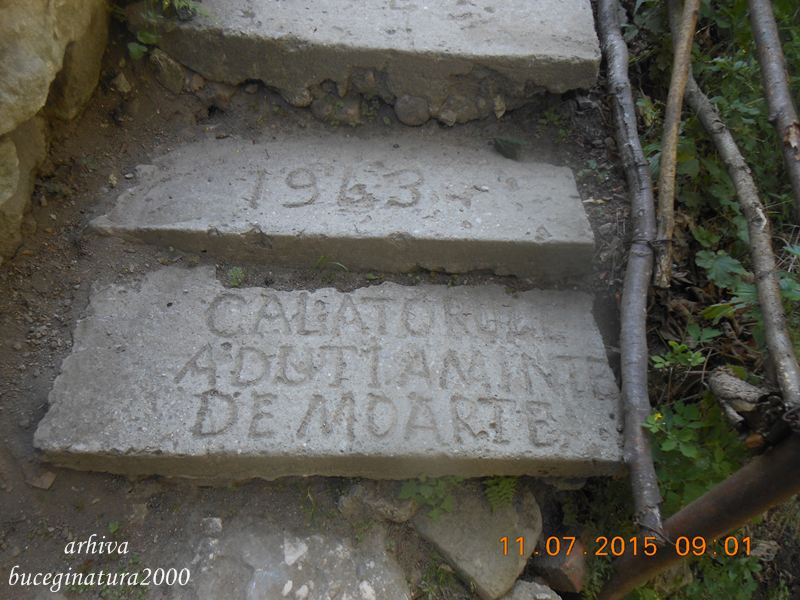 1963
CALATORULE
ADUTI AMINTE
DE MOARTE
arhiva
buceginatura2000
11.07.2015 09:01